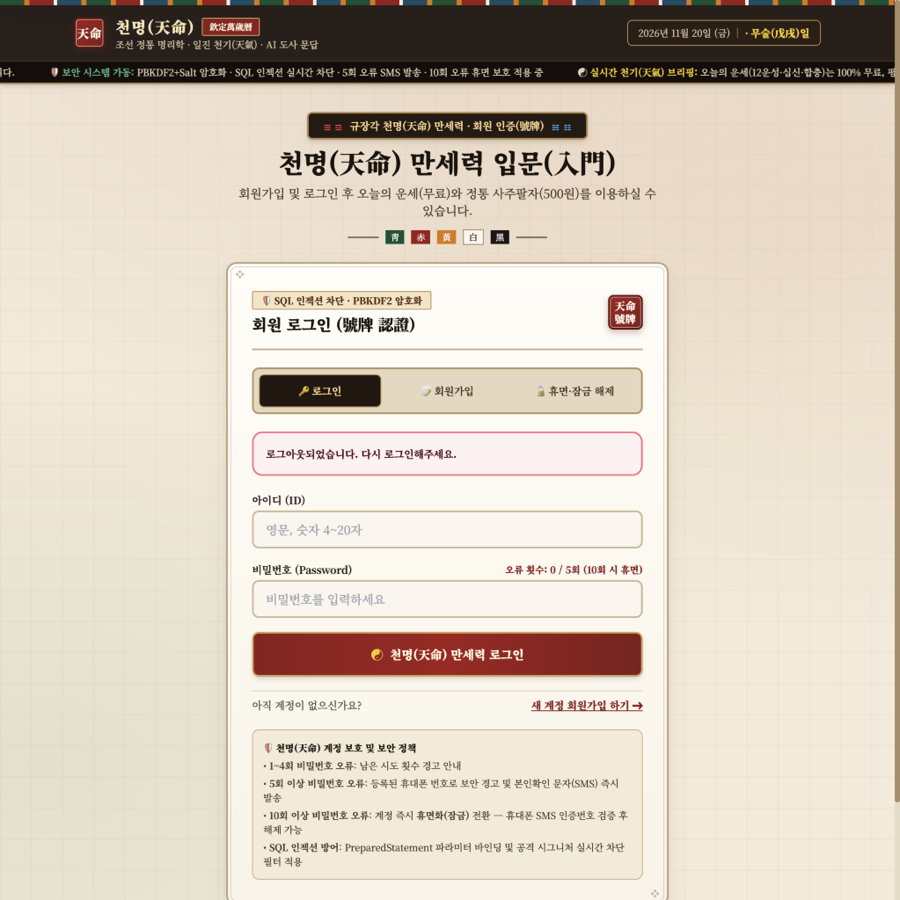 天命
천명(天命) 欽定萬歲曆
조선 정통 명리학 · 일진 천기(天氣) · AI 도사 문답
2026년 11월 20일 (금) | · 무술(戊戌)일
니다. 🛡️ 보안 시스템 가동: PBKDF2+Salt 암호화 · SQL 인젝션 실시간 차단 · 5회 오류 SMS 발송 · 10회 오류 휴면 보호 적용 중 ☯ 실시간 천기(天氣) 브리핑: 오늘의 운세(12운성·십신·합충)는 100% 무료,
☰ ☲ 규장각 천명(天命) 만세력 · 회원 인증(號牌) ☵ ☷
천명(天命) 만세력 입문(入門)
회원가입 및 로그인 후 오늘의 운세(무료)와 정통 사주팔자(500원)를 이용하실 수
있습니다.
靑 赤 黃 白 黑
🛡️ SQL 인젝션 차단 · PBKDF2 암호화
회원 로그인 (號牌 認證)
天命
號牌
🔑 로그인 📝 회원가입 🔓 휴면·잠금 해제
로그아웃되었습니다. 다시 로그인해주세요.
아이디 (ID)
영문, 숫자 4~20자
비밀번호 (Password) 오류 횟수: 0 / 5회 (10회 시 휴면)
비밀번호를 입력하세요
☯ 천명(天命) 만세력 로그인
아직 계정이 없으신가요? 새 계정 회원가입 하기 →
🛡️ 천명(天命) 계정 보호 및 보안 정책
• 1~4회 비밀번호 오류: 남은 시도 횟수 경고 안내
• 5회 이상 비밀번호 오류: 등록된 휴대폰 번호로 보안 경고 및 본인확인 문자(SMS) 즉시
발송
• 10회 이상 비밀번호 오류: 계정 즉시 휴면화(잠금) 전환 — 휴대폰 SMS 인증번호 검증 후
해제 가능
• SQL 인젝션 방어: PreparedStatement 파라미터 바인딩 및 공격 시그니처 실시간 차단
필터 적용